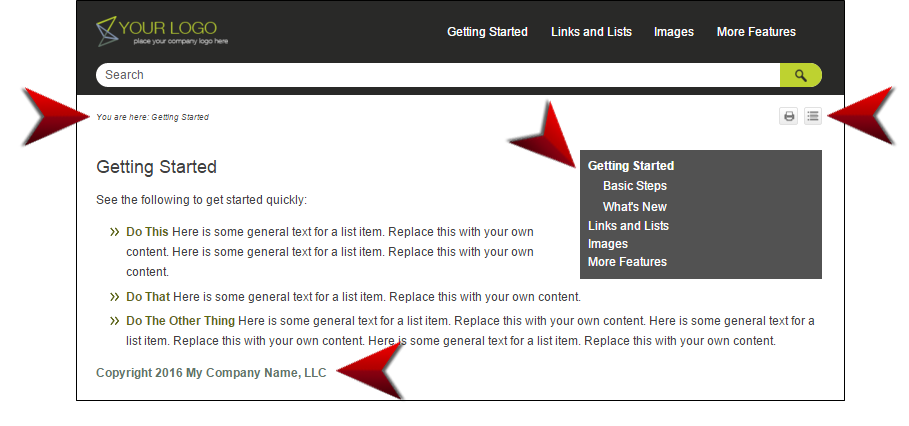 YOUR LOGO
place your company logo here
Getting Started Links and Lists Images More Features
Search
You are here: Getting Started
Getting Started
See the following to get started quickly:
Do This Here is some general text for a list item. Replace this with your own
content. Here is some general text for a list item. Replace this with your own
content.
Do That Here is some general text for a list item. Replace this with your own content.
Do The Other Thing Here is some general text for a list item. Replace this with your own content. Here is some general text for a
list item. Replace this with your own content. Here is some general text for a list item. Replace this with your own content.
Getting Started
Basic Steps
What's New
Links and Lists
Images
More Features
Copyright 2016 My Company Name, LLC